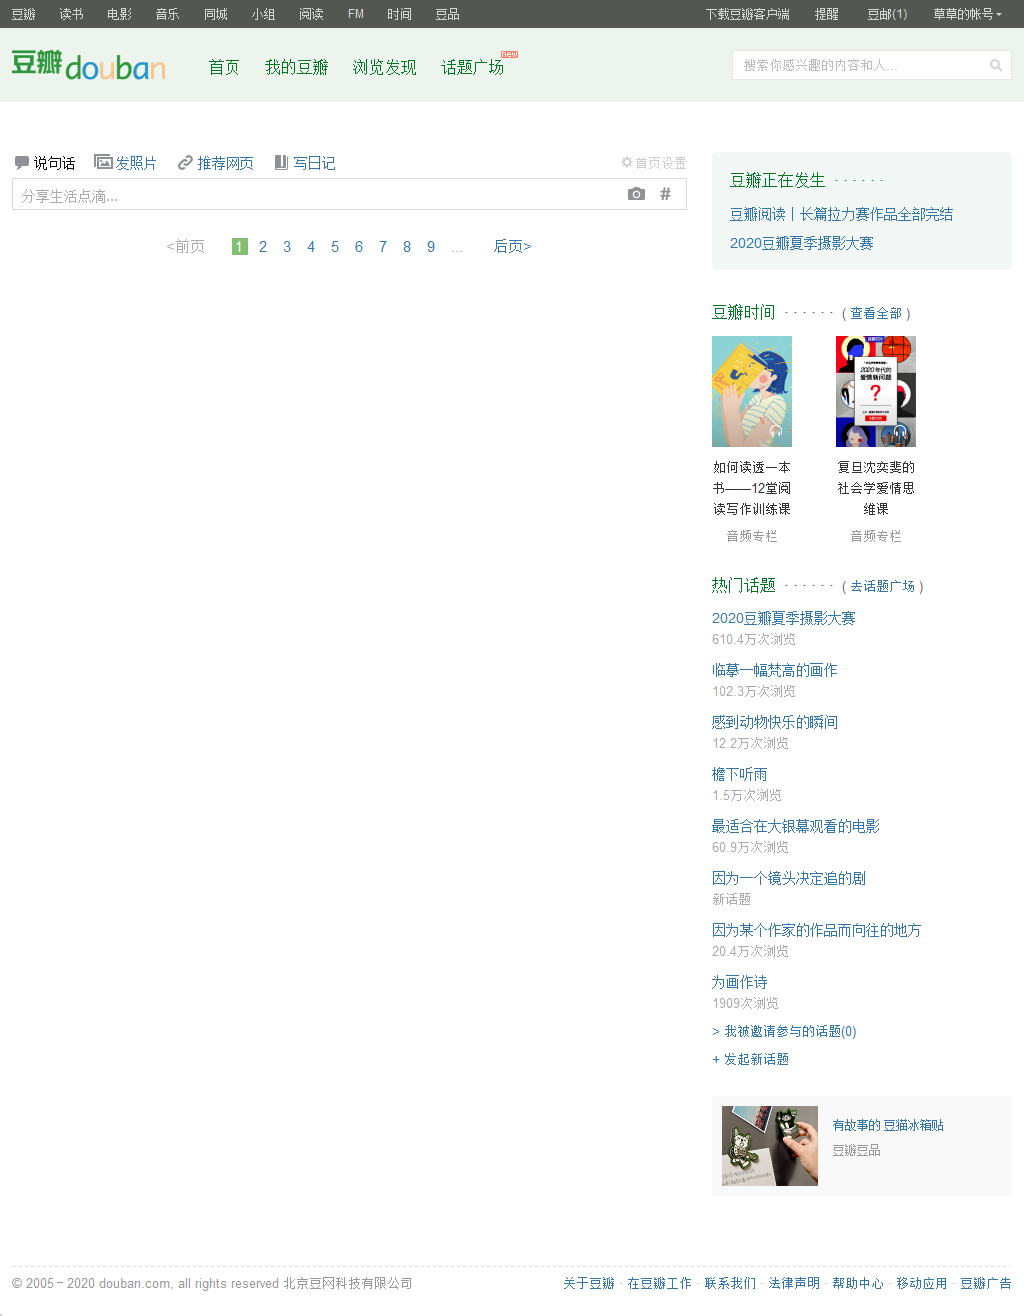 豆瓣 读书 电影 音乐 同城 小组 阅读 FM 时间 豆品 下载豆瓣客户端 提醒 豆邮(1) 草草的帐号
豆瓣douban 首页 我的豆瓣 浏览发现 话题广场 new 搜索你感兴趣的内容和人...
说句话 发照片 推荐网页 写日记 首页设置
分享生活点滴... #
<前页 1 2 3 4 5 6 7 8 9 ... 后页>
豆瓣正在发生 · · · · · ·
豆瓣阅读丨长篇拉力赛作品全部完结
2020豆瓣夏季摄影大赛
豆瓣时间 · · · · · · ( 查看全部 )
2020年代的
爱情新问题
?
如何读透一本
书——12堂阅
读写作训练课
音频专栏
复旦沈奕斐的
社会学爱情思
维课
音频专栏
热门话题 · · · · · · ( 去话题广场 )
2020豆瓣夏季摄影大赛
610.4万次浏览
临摹一幅梵高的画作
102.3万次浏览
感到动物快乐的瞬间
12.2万次浏览
檐下听雨
1.5万次浏览
最适合在大银幕观看的电影
60.9万次浏览
因为一个镜头决定追的剧
新话题
因为某个作家的作品而向往的地方
20.4万次浏览
为画作诗
1909次浏览
> 我被邀请参与的话题(0)
+ 发起新话题
有故事的 豆猫冰箱贴
豆瓣豆品
© 2005－2020 douban.com, all rights reserved 北京豆网科技有限公司 关于豆瓣 · 在豆瓣工作 · 联系我们 · 法律声明 · 帮助中心 · 移动应用 · 豆瓣广告